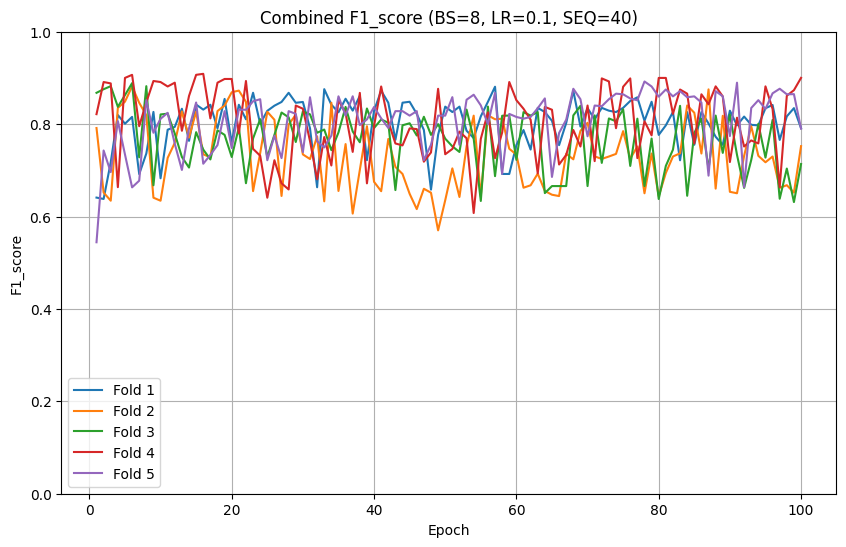 Combined F1_score (BS=8, LR=0.1, SEQ=40)
1.0
0.8
0.6
0.4
0.2
0.0
F1_score
Fold 1
Fold 2
Fold 3
Fold 4
Fold 5
0 20 40 60 80 100
Epoch